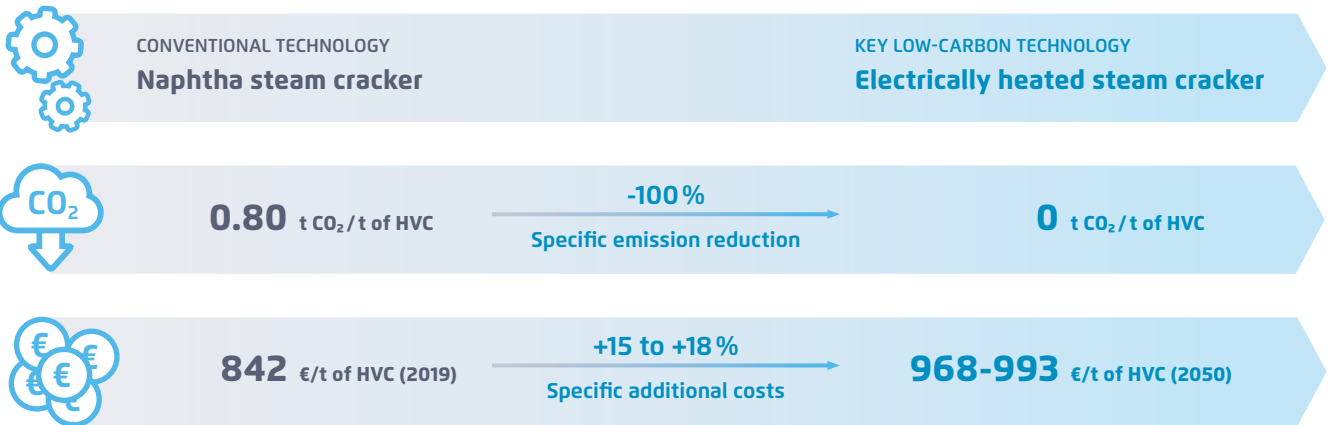 CONVENTIONAL TECHNOLOGY
Naphtha steam cracker
KEY LOW-CARBON TECHNOLOGY
Electrically heated steam cracker
CO₂
0.80 t CO₂/t of HVC
-100 %
Specific emission reduction
0 t CO₂/t of HVC
€ € € € €
842 €/t of HVC (2019)
+15 to +18 %
Specific additional costs
968-993 €/t of HVC (2050)